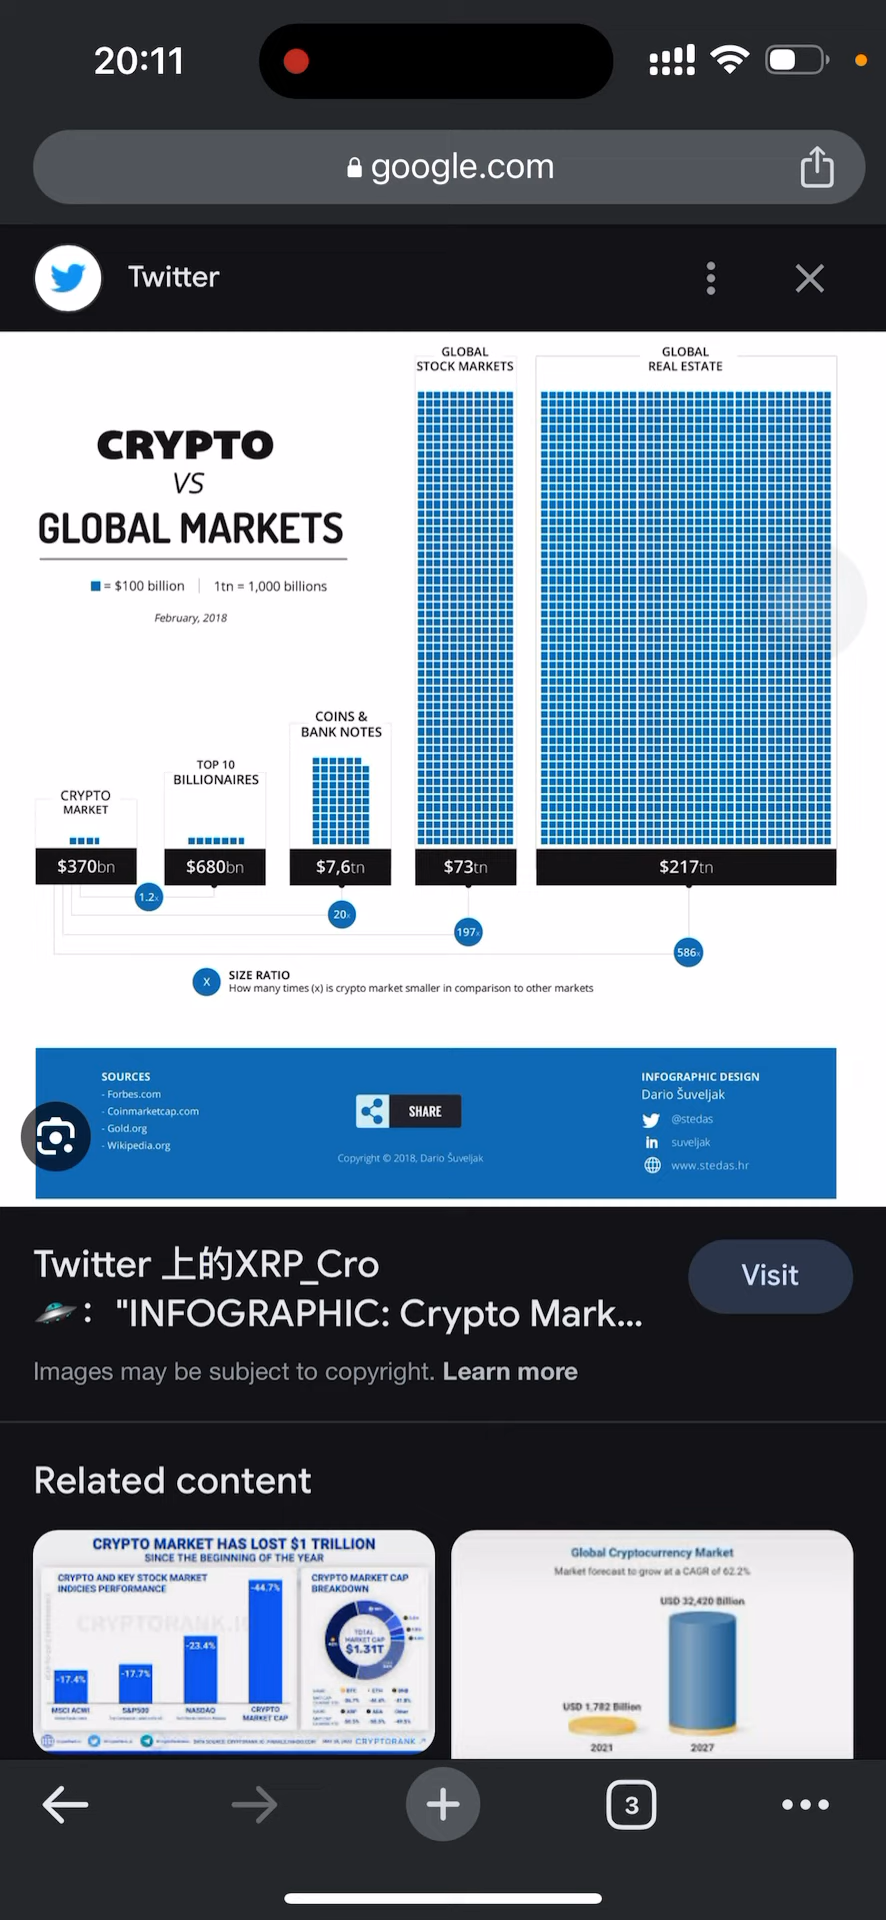 20:11
google.com
Twitter
GLOBAL
STOCK MARKETS
GLOBAL
REAL ESTATE
CRYPTO
VS
GLOBAL MARKETS
= $100 billion | 1tn = 1,000 billions
February, 2018
COINS &
BANK NOTES
TOP 10
BILLIONAIRES
CRYPTO
MARKET
$370bn
$680bn
$7,6tn
$73tn
$217tn
1.2x
20x
197x
586x
X
SIZE RATIO
How many times (x) is crypto market smaller in comparison to other markets
SOURCES
- Forbes.com
- Coinmarketcap.com
- Gold.org
- Wikipedia.org
SHARE
Copyright © 2018, Dario Šuveljak
INFOGRAPHIC DESIGN
Dario Šuveljak
@stedas
suveljak
www.stedas.hr
Twitter 上的XRP_Cro
🛸: "INFOGRAPHIC: Crypto Mark...
Visit
Images may be subject to copyright. Learn more
Related content
CRYPTO MARKET HAS LOST $1 TRILLION
SINCE THE BEGINNING OF THE YEAR
CRYPTO AND KEY STOCK MARKET
INDICIES PERFORMANCE
-17.4%
-17.7%
-23.4%
-44.7%
MSCI ACWI
S&P500
NASDAQ
CRYPTO
MARKET CAP
CRYPTO MARKET CAP
BREAKDOWN
TOTAL
MARKET CAP
$1.31T
CRYPTORANK
Global Cryptocurrency Market
Market forecast to grow at a CAGR of 62.2%
USD 32,420 Billion
USD 1,782 Billion
2021
2027
3